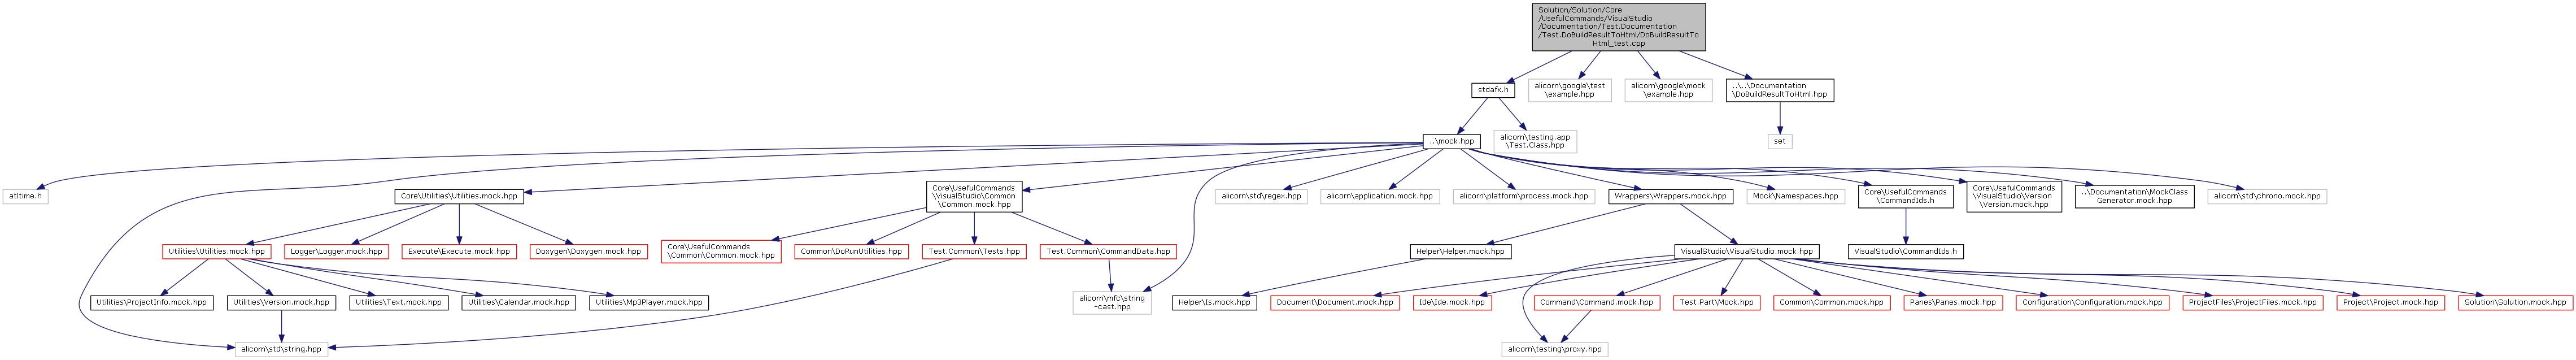 Solution/Solution/Core
/UsefulCommands/VisualStudio
/Documentation/Test.Documentation
/Test.DoBuildResultToHtml/DoBuildResultTo
Html_test.cpp
stdafx.h
alicorn\google\test
\example.hpp
alicorn\google\mock
\example.hpp
..\..\Documentation
\DoBuildResultToHtml.hpp
..\mock.hpp
alicorn\testing.app
\Test.Class.hpp
set
atltime.h
Core\Utilities\Utilities.mock.hpp
Core\UsefulCommands
\VisualStudio\Common
\Common.mock.hpp
alicorn\std\regex.hpp
alicorn\application.mock.hpp
alicorn\platform\process.mock.hpp
Wrappers\Wrappers.mock.hpp
Mock\Namespaces.hpp
Core\UsefulCommands
\CommandIds.h
Core\UsefulCommands
\VisualStudio\Version
\Version.mock.hpp
..\Documentation\MockClass
Generator.mock.hpp
alicorn\std\chrono.mock.hpp
Utilities\Utilities.mock.hpp
Logger\Logger.mock.hpp
Execute\Execute.mock.hpp
Doxygen\Doxygen.mock.hpp
Core\UsefulCommands
\Common\Common.mock.hpp
Common\DoRunUtilities.hpp
Test.Common\Tests.hpp
Test.Common\CommandData.hpp
Helper\Helper.mock.hpp
VisualStudio\VisualStudio.mock.hpp
VisualStudio\CommandIds.h
Utilities\ProjectInfo.mock.hpp
Utilities\Version.mock.hpp
Utilities\Text.mock.hpp
Utilities\Calendar.mock.hpp
Utilities\Mp3Player.mock.hpp
alicorn\mfc\string
-cast.hpp
Helper\Is.mock.hpp
Document\Document.mock.hpp
Ide\Ide.mock.hpp
Command\Command.mock.hpp
Test.Part\Mock.hpp
Common\Common.mock.hpp
Panes\Panes.mock.hpp
Configuration\Configuration.mock.hpp
ProjectFiles\ProjectFiles.mock.hpp
Project\Project.mock.hpp
Solution\Solution.mock.hpp
alicorn\std\string.hpp
alicorn\testing\proxy.hpp